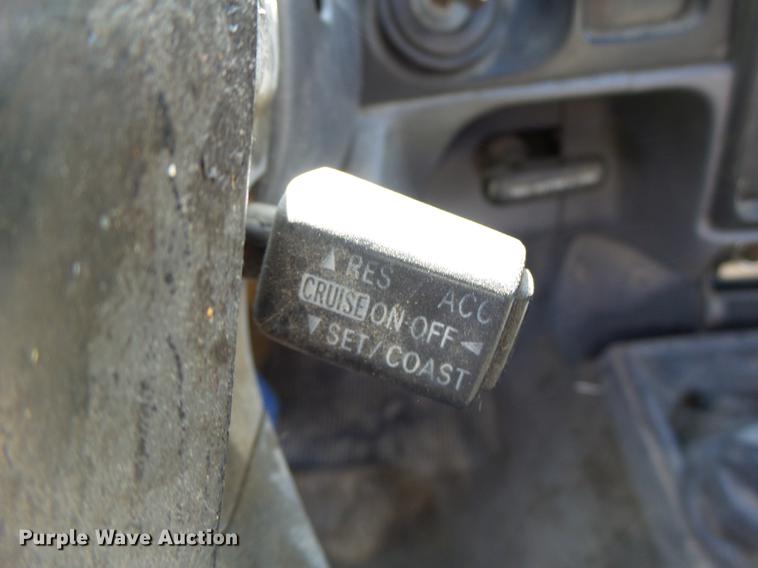 ▲RES ACC
CRUISE ON·OFF◄
▼SET/COAST
Purple Wave Auction